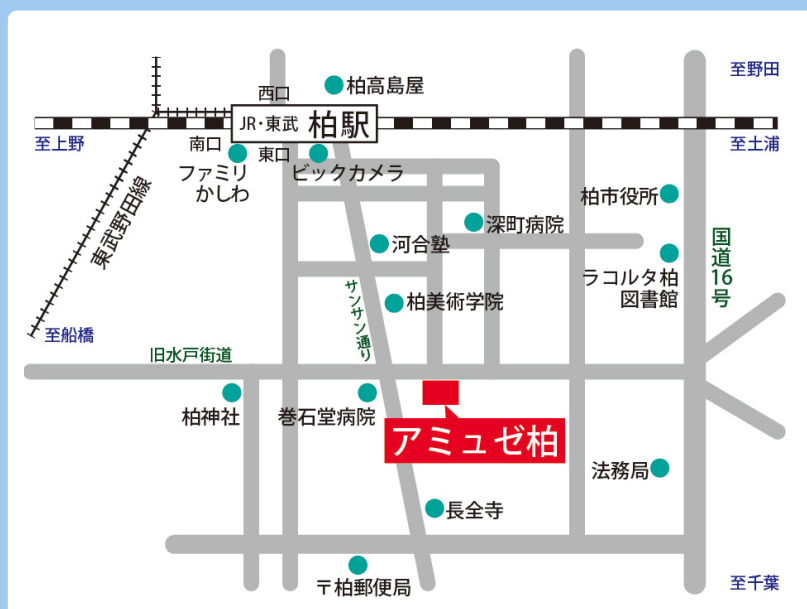 至野田
西口
柏高島屋
JR・東武 柏駅
至上野
南口
東口
至土浦
ファミリ
かしわ
ビックカメラ
東武野田線
柏市役所
深町病院
河合塾
国道16号
ラコルタ柏
図書館
サンサン通り
柏美術学院
至船橋
旧水戸街道
柏神社
巻石堂病院
アミュゼ柏
法務局
長全寺
〒柏郵便局
至千葉